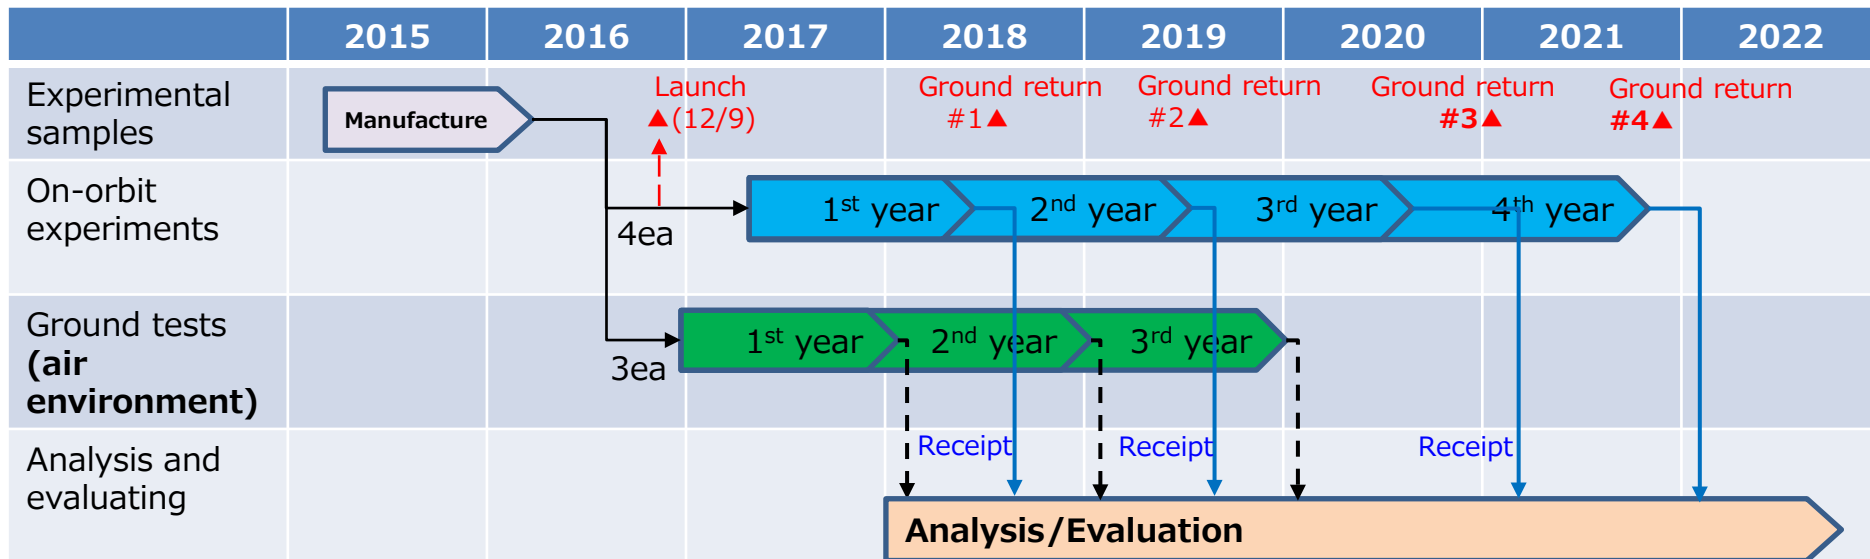 2015 2016 2017 2018 2019 2020 2021 2022
Experimental
samples
Manufacture
Launch
▲(12/9)
Ground return
#1▲
Ground return
#2▲
Ground return
#3▲
Ground return
#4▲
On-orbit
experiments
4ea
1st year
2nd year
3rd year
4th year
Ground tests
(air
environment)
3ea
1st year
2nd year
3rd year
Analysis and
evaluating
Receipt
Receipt
Receipt
Analysis/Evaluation